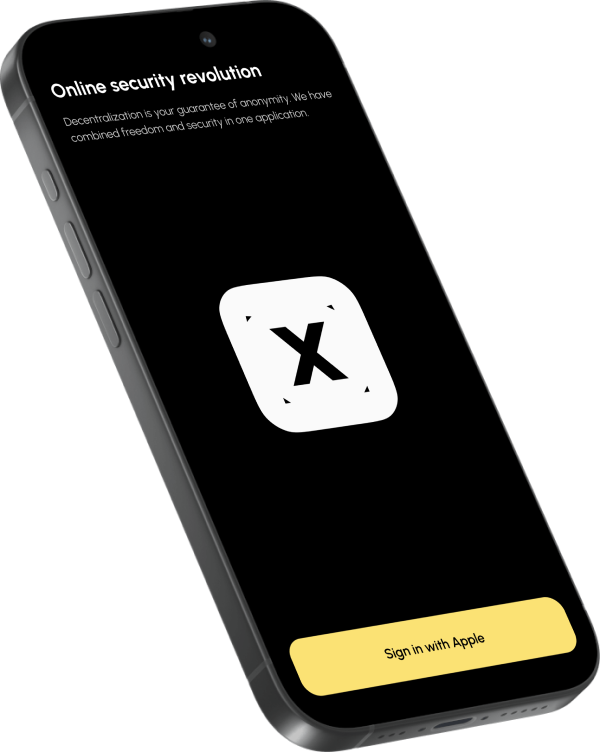 Online security revolution
Decentralization is your guarantee of anonymity. We have
combined freedom and security in one application.
X
Sign in with Apple